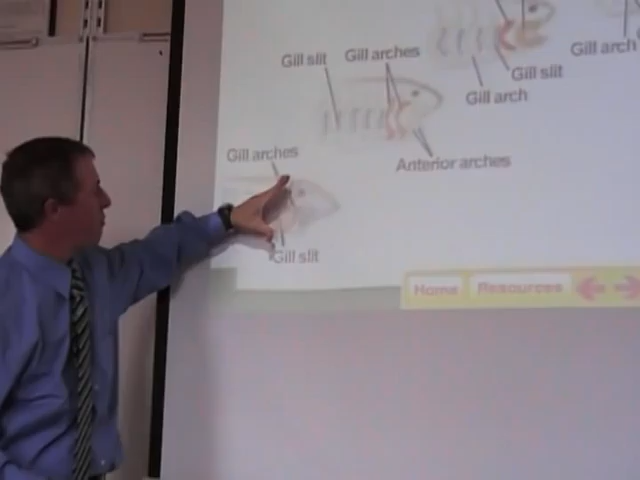 Gill slit
Gill arches
Gill arch
Gill slit
Gill arch
Anterior arches
Gill arches
Gill slit
Home
Resources